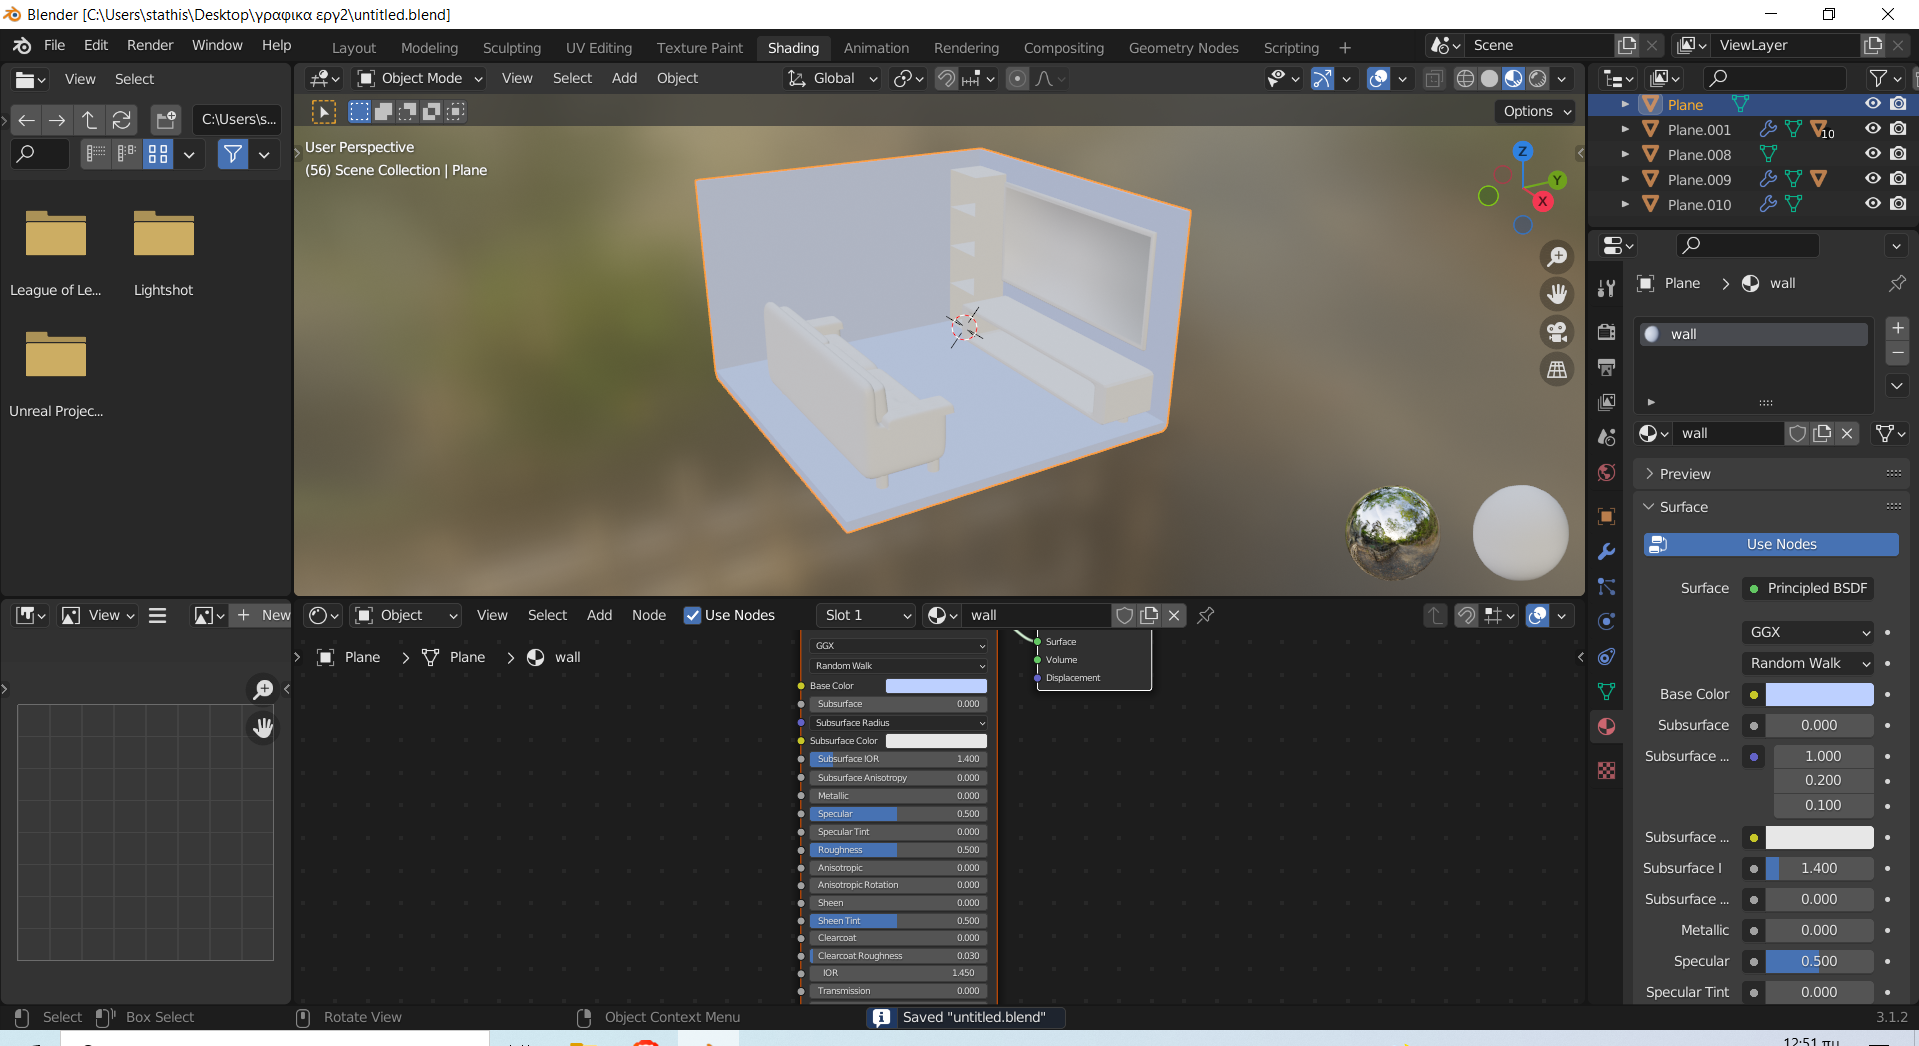 Blender [C:\Users\stathis\Desktop\γραφικα εργ2\untitled.blend]
File Edit Render Window Help
Layout Modeling Sculpting UV Editing Texture Paint Shading Animation Rendering Compositing Geometry Nodes Scripting
Scene
ViewLayer
View Select
Object Mode View Select Add Object
Global
Options
C:\Users\s...
League of Le...
Lightshot
Unreal Projec...
User Perspective
(56) Scene Collection | Plane
Z
Y
X
Plane
Plane.001
10
Plane.008
Plane.009
Plane.010
Plane > wall
wall
wall
Preview
Surface
Use Nodes
Surface Principled BSDF
GGX
Random Walk
Base Color
Subsurface 0.000
Subsurface ... 1.000
0.200
0.100
Subsurface ...
Subsurface I 1.400
Subsurface ... 0.000
Metallic 0.000
Specular 0.500
Specular Tint 0.000
View
New
Object View Select Add Node Use Nodes
Slot 1
wall
Plane > Plane > wall
GGX
Random Walk
Base Color
Subsurface 0.000
Subsurface Radius
Subsurface Color
Subsurface IOR 1.400
Subsurface Anisotropy 0.000
Metallic 0.000
Specular 0.500
Specular Tint 0.000
Roughness 0.500
Anisotropic 0.000
Anisotropic Rotation 0.000
Sheen 0.000
Sheen Tint 0.500
Clearcoat 0.000
Clearcoat Roughness 0.030
IOR 1.450
Transmission 0.000
Surface
Volume
Displacement
Select Box Select Rotate View Object Context Menu
Saved "untitled.blend"
3.1.2
12:51 πμ